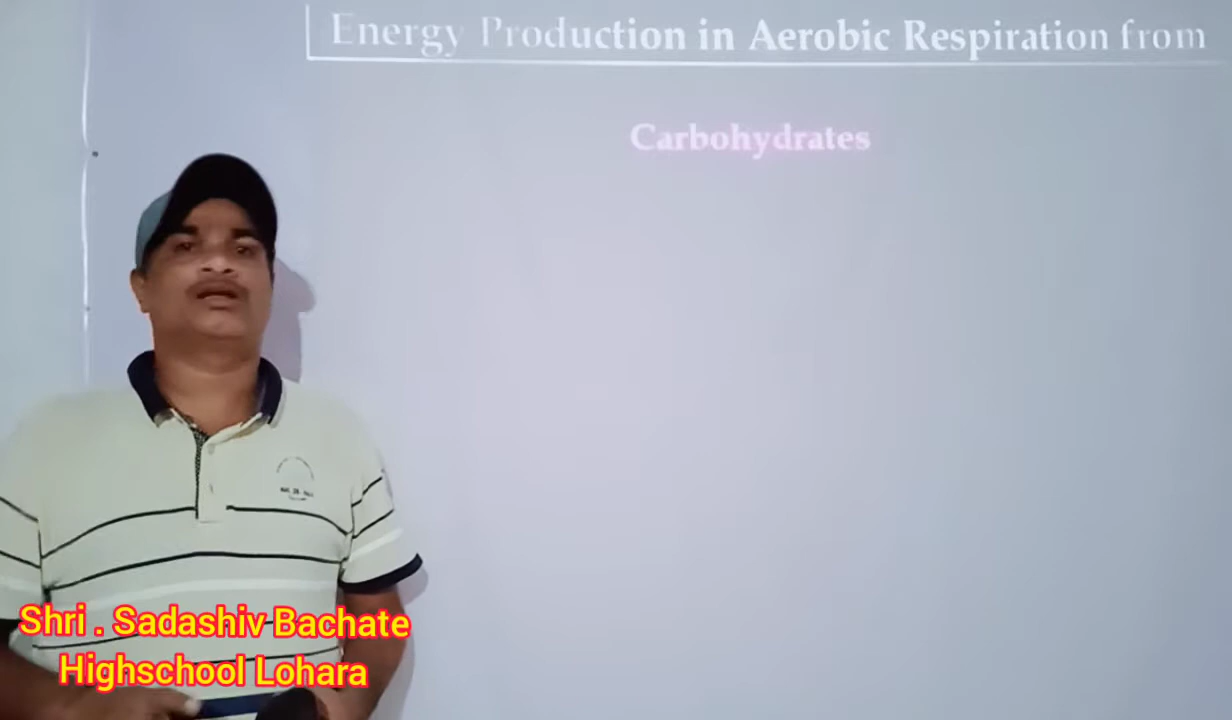 Energy Production in Aerobic Respiration from
Carbohydrates
Shri . Sadashiv Bachate
Highschool Lohara